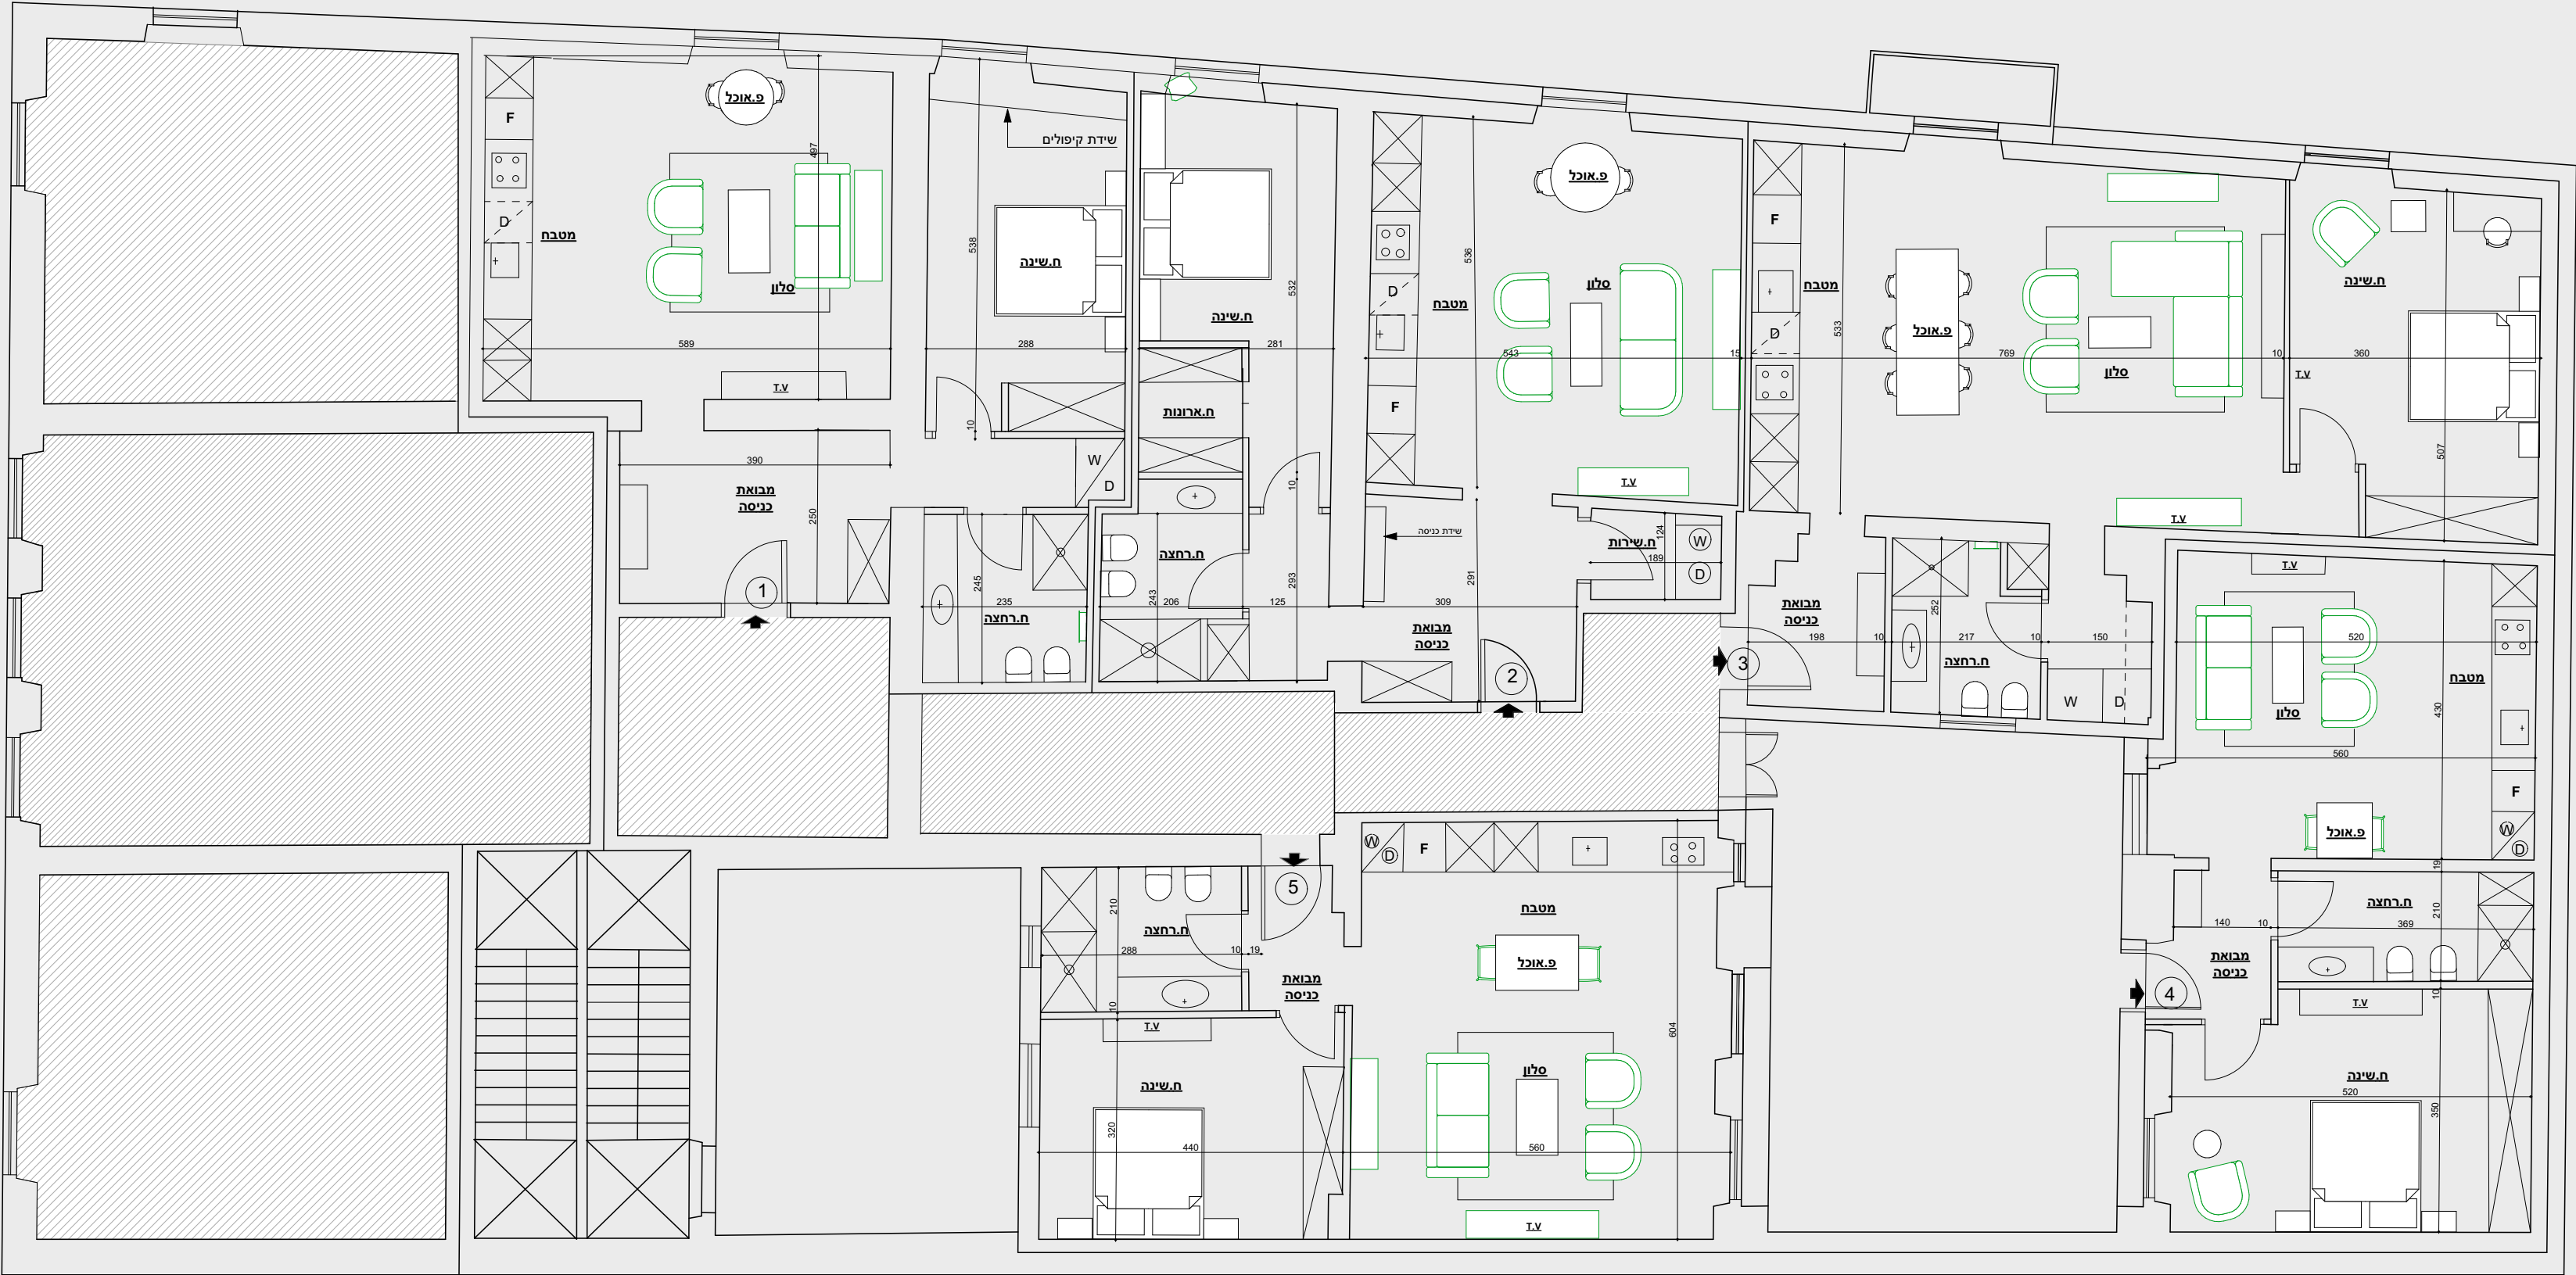 פ.אוכל
F
D
מטבח
סלון
497
589
T.V
שידת קיפולים
538
ח.שינה
288
10
W
D
390
מבואת
כניסה
250
1
245
235
ח.רחצה
532
ח.שינה
281
ח.ארונות
10
ח.רחצה
243
206
125
293
פ.אוכל
536
D
מטבח
סלון
543
15
F
T.V
שידת כניסה
ח.שירות
124
189
W
D
291
309
מבואת
כניסה
2
F
מטבח
D
533
פ.אוכל
769
סלון
10
T.V
T.V
ח.שינה
360
507
מבואת
כניסה
198
10
252
217
10
150
ח.רחצה
W
D
3
T.V
520
מטבח
סלון
430
560
F
פ.אוכל
W
D
19
ח.רחצה
210
140
10
369
מבואת
כניסה
4
10
T.V
ח.שינה
520
350
W
D
F
5
210
ח.רחצה
288
10
19
מטבח
פ.אוכל
מבואת
כניסה
10
T.V
604
ח.שינה
סלון
320
440
560
T.V